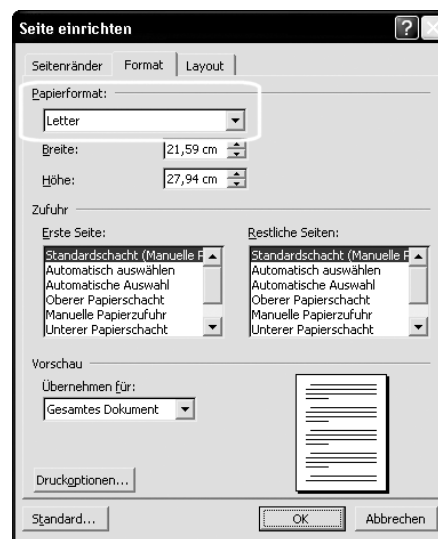 Seite einrichten
Seitenränder Format Layout
Papierformat:
Letter
Breite: 21,59 cm
Höhe: 27,94 cm
Zufuhr
Erste Seite: Restliche Seiten:
Standardschacht (Manuelle Standardschacht (Manuelle
Automatisch auswählen Automatisch auswählen
Automatische Auswahl Automatische Auswahl
Oberer Papierschacht Oberer Papierschacht
Manuelle Papierzufuhr Manuelle Papierzufuhr
Unterer Papierschacht Unterer Papierschacht
Vorschau
Übernehmen für:
Gesamtes Dokument
Druckoptionen...
Standard... OK Abbrechen